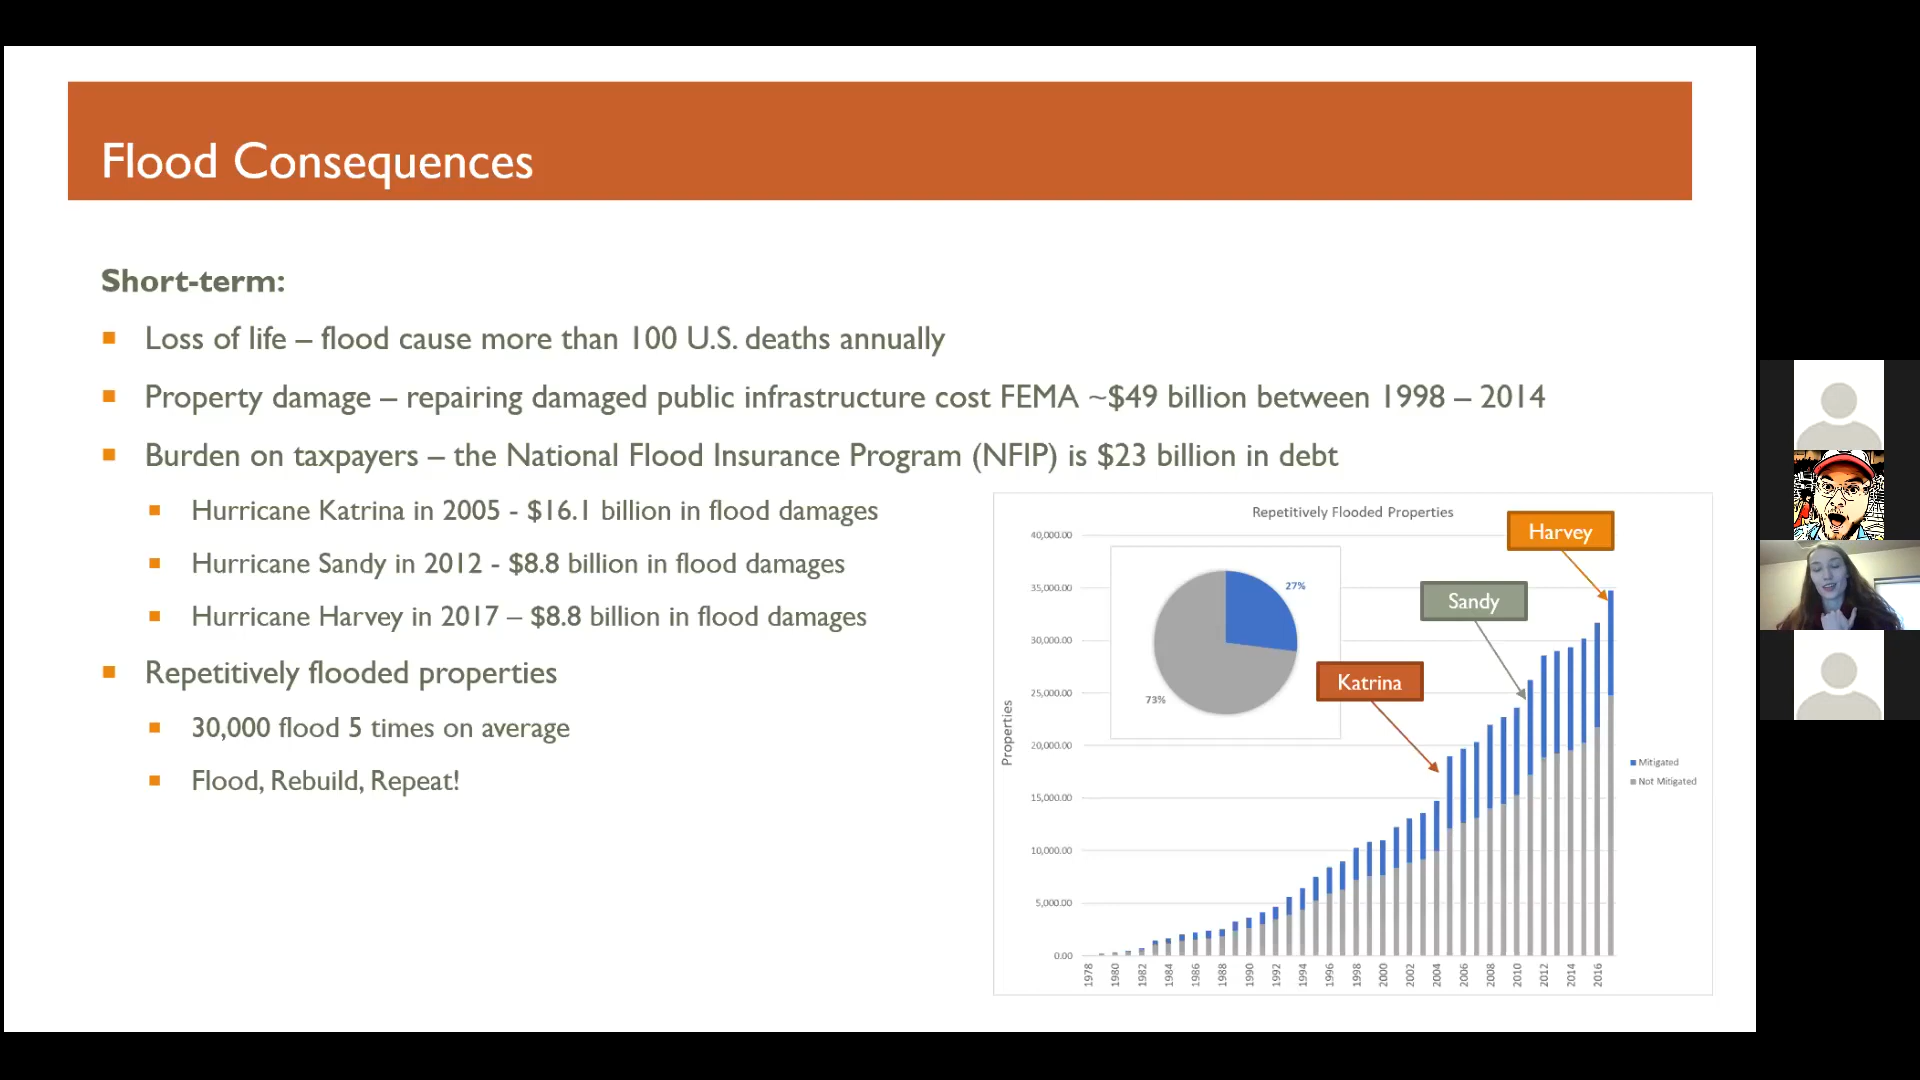 Flood Consequences
Short-term:
Loss of life – flood cause more than 100 U.S. deaths annually
Property damage – repairing damaged public infrastructure cost FEMA ~$49 billion between 1998 – 2014
Burden on taxpayers – the National Flood Insurance Program (NFIP) is $23 billion in debt
Hurricane Katrina in 2005 - $16.1 billion in flood damages
Hurricane Sandy in 2012 - $8.8 billion in flood damages
Hurricane Harvey in 2017 – $8.8 billion in flood damages
Repetitively flooded properties
30,000 flood 5 times on average
Flood, Rebuild, Repeat!
Repetitively Flooded Properties
Harvey
Sandy
Katrina
27%
73%
Properties
40,000.00
35,000.00
30,000.00
25,000.00
20,000.00
15,000.00
10,000.00
5,000.00
0.00
1978
1980
1982
1984
1986
1988
1990
1992
1994
1996
1998
2000
2002
2004
2006
2008
2010
2012
2014
2016
Mitigated
Not Mitigated